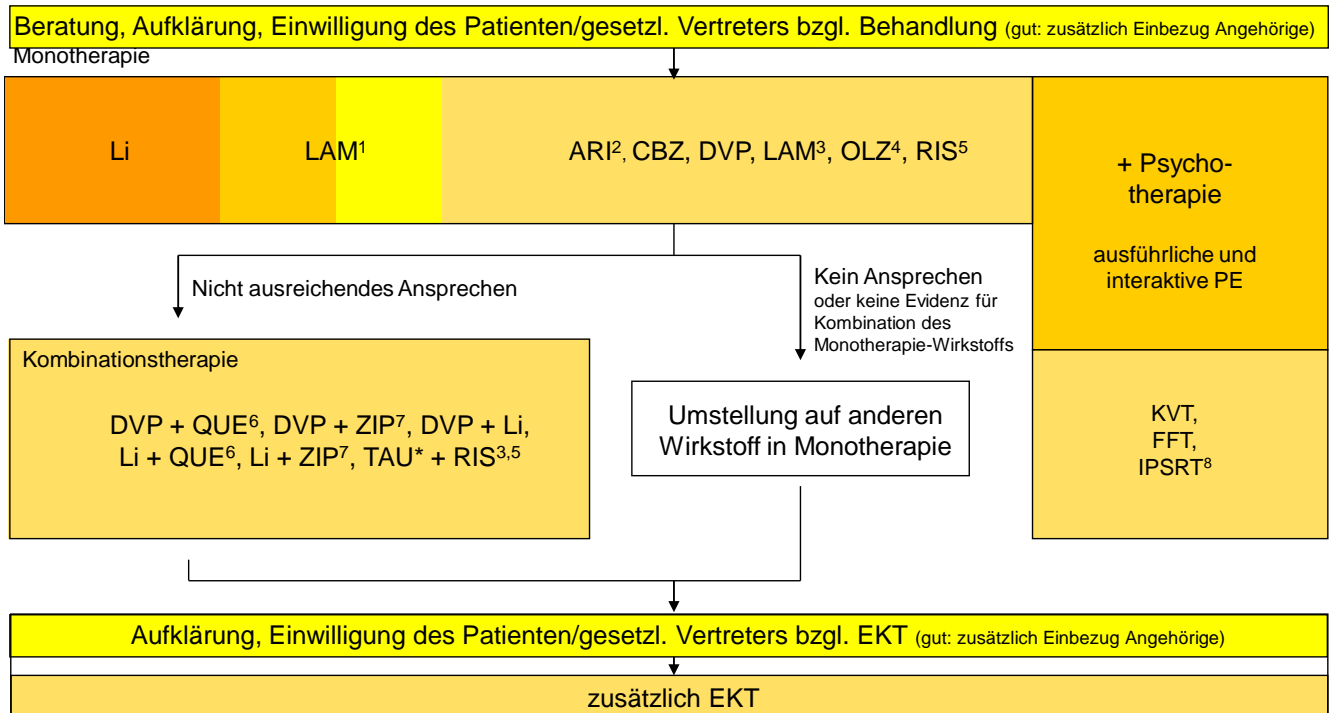 Beratung, Aufklärung, Einwilligung des Patienten/gesetzl. Vertreters bzgl. Behandlung (gut: zusätzlich Einbezug Angehörige)
Monotherapie
Li
LAM¹
ARI², CBZ, DVP, LAM³, OLZ⁴, RIS⁵
+ Psycho-
therapie
ausführliche und
interaktive PE
Nicht ausreichendes Ansprechen
Kein Ansprechen
oder keine Evidenz für
Kombination des
Monotherapie-Wirkstoffs
Kombinationstherapie
DVP + QUE⁶, DVP + ZIP⁷, DVP + Li,
Li + QUE⁶, Li + ZIP⁷, TAU* + RIS³,⁵
Umstellung auf anderen
Wirkstoff in Monotherapie
KVT,
FFT,
IPSRT⁸
Aufklärung, Einwilligung des Patienten/gesetzl. Vertreters bzgl. EKT (gut: zusätzlich Einbezug Angehörige)
zusätzlich EKT